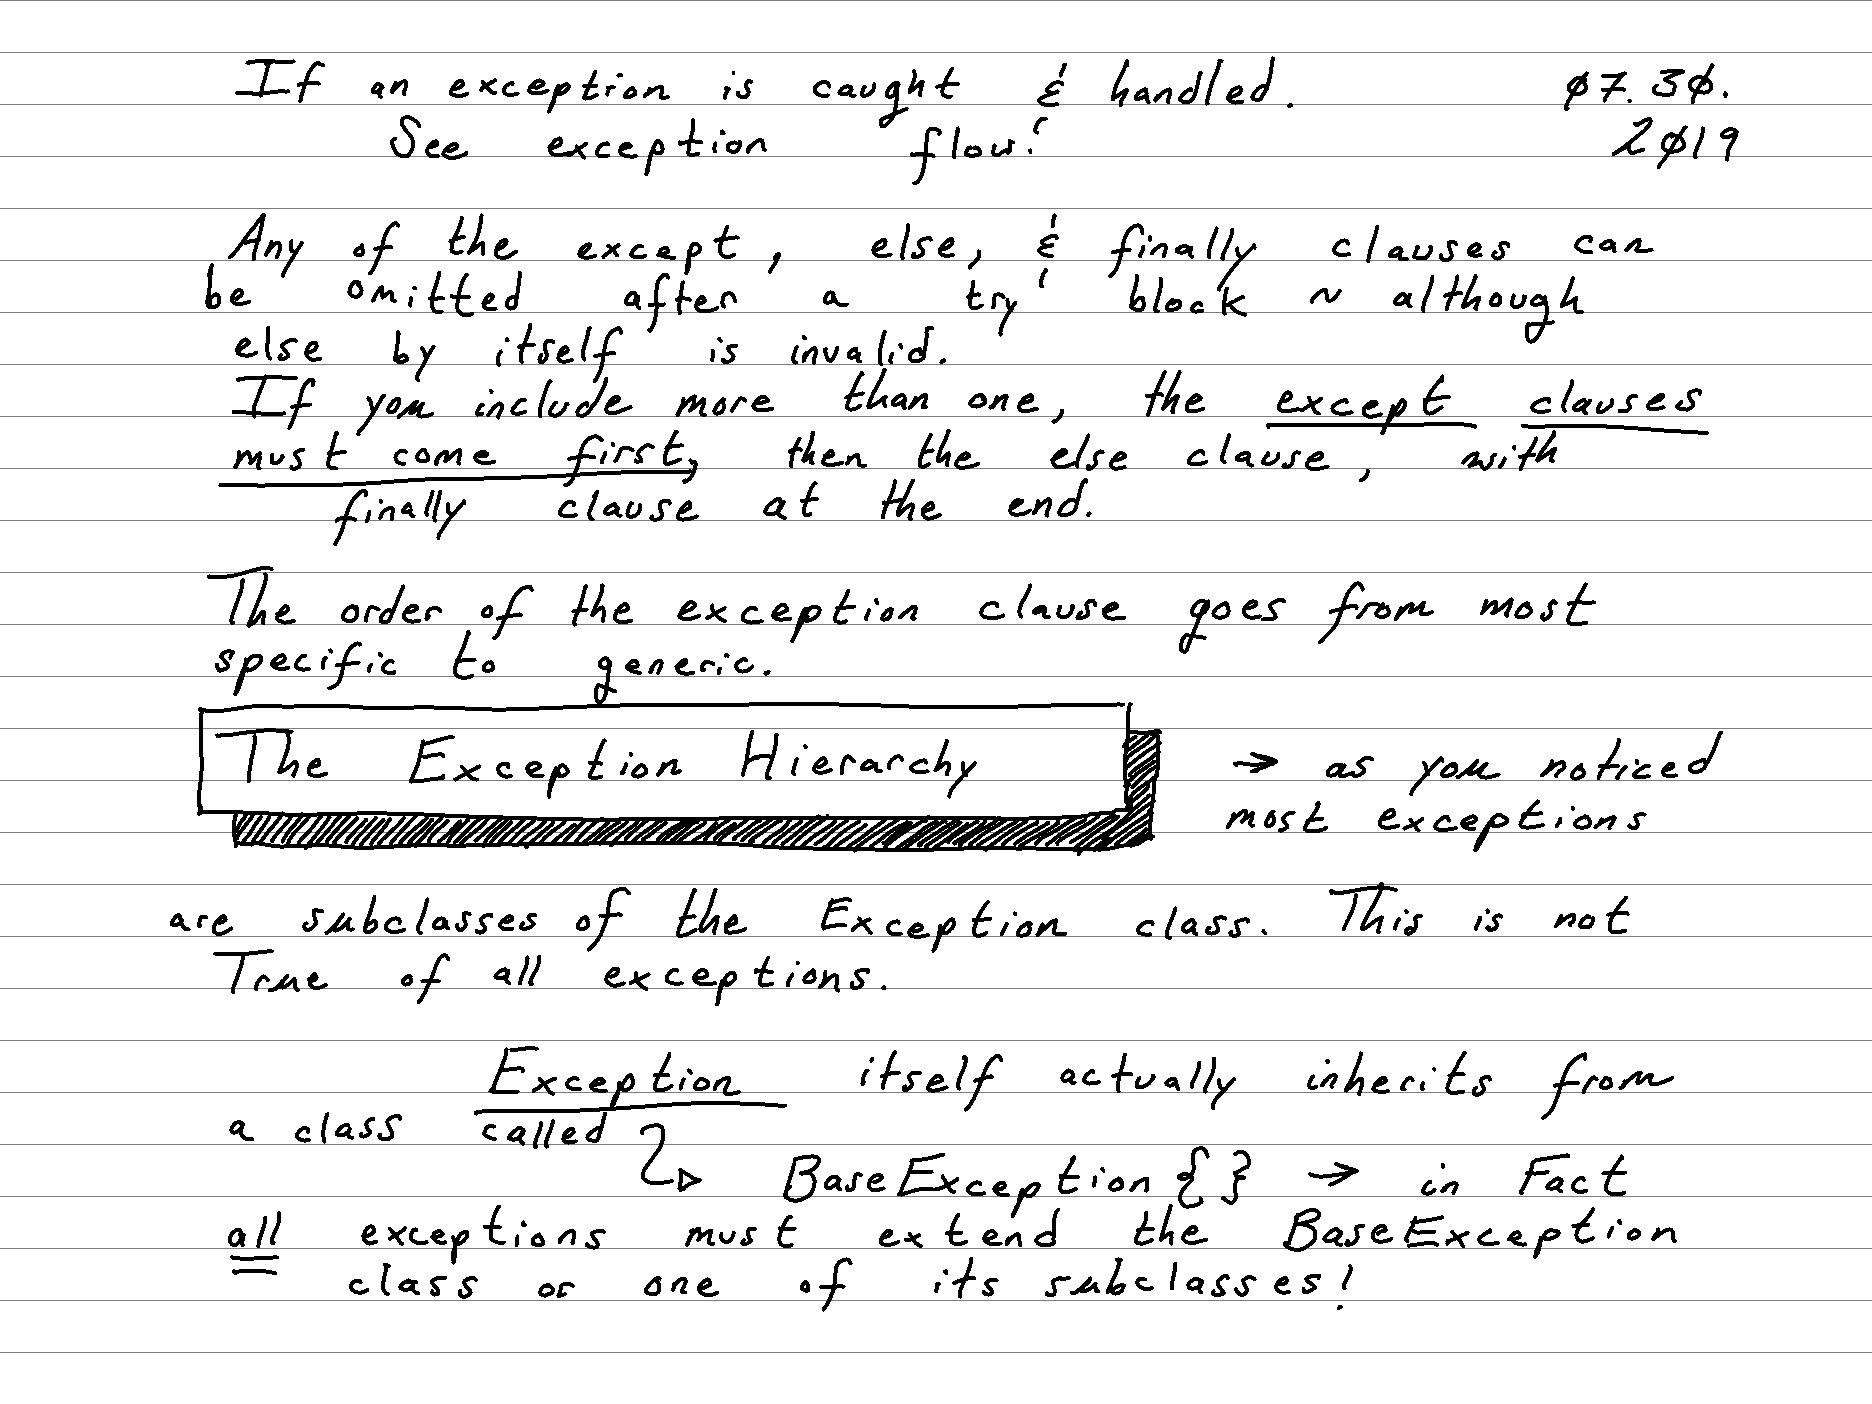 If an exception is caught & handled. 07.30.
See exception flow! 2019
Any of the except, else, & finally clauses can
be omitted after a try block ~ although
else by itself is invalid.
If you include more than one, the except clauses
must come first, then the else clause, with
finally clause at the end.
The order of the exception clause goes from most
specific to generic.
The Exception Hierarchy → as you noticed
most exceptions
are subclasses of the Exception class. This is not
True of all exceptions.
Exception itself actually inherits from
a class called
BaseException {} → in Fact
all exceptions must extend the BaseException
class or one of its subclasses!